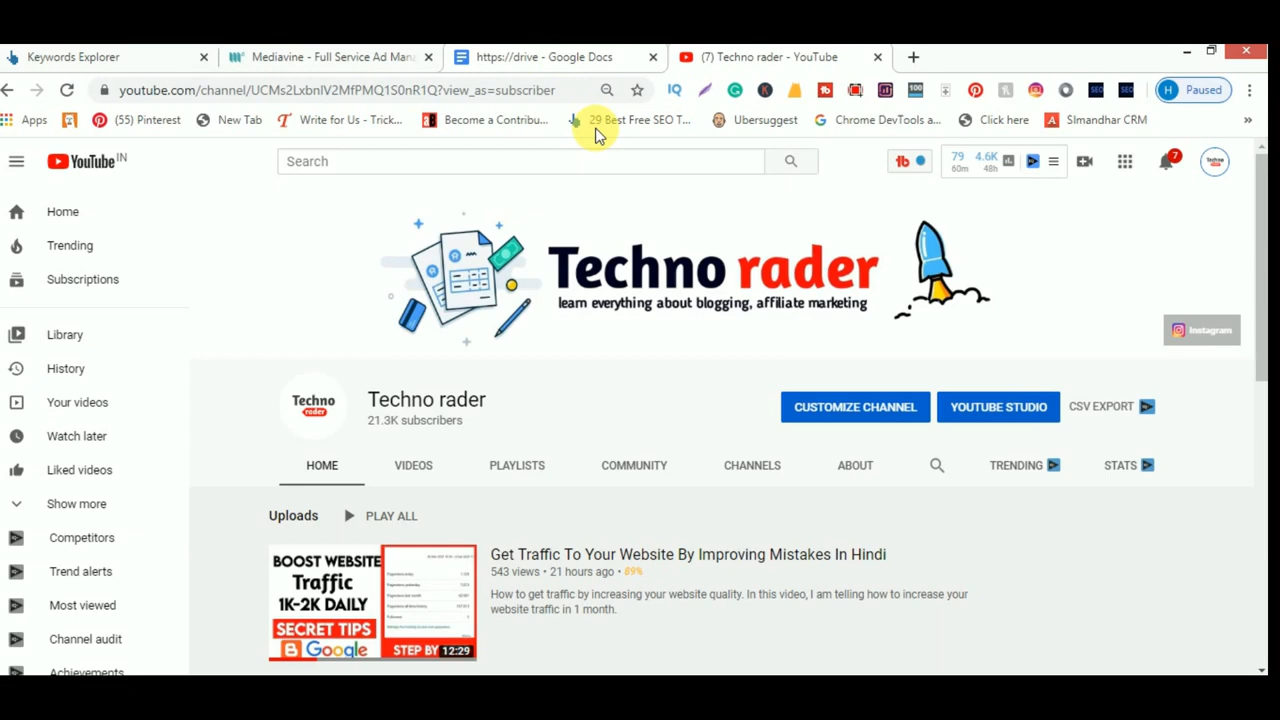 Keywords Explorer
Mediavine - Full Service Ad Mana
https://drive - Google Docs
(7) Techno rader - YouTube
youtube.com/channel/UCMs2LxbnlV2MfPMQ1S0nR1Q?view_as=subscriber
Paused
Apps
(55) Pinterest
New Tab
Write for Us - Trick...
Become a Contribu...
29 Best Free SEO T...
Ubersuggest
Chrome DevTools a...
Click here
SImandhar CRM
YouTube IN
Search
79
60m
4.6K
48h
7
Home
Trending
Subscriptions
Library
History
Your videos
Watch later
Liked videos
Show more
Competitors
Trend alerts
Most viewed
Channel audit
Achievements
Techno rader
learn everything about blogging, affiliate marketing
Instagram
Techno
rader
Techno rader
21.3K subscribers
CUSTOMIZE CHANNEL
YOUTUBE STUDIO
CSV EXPORT
HOME
VIDEOS
PLAYLISTS
COMMUNITY
CHANNELS
ABOUT
TRENDING
STATS
Uploads
PLAY ALL
BOOST WEBSITE
Traffic
1K-2K DAILY
SECRET TIPS
Google
STEP BY
12:29
Get Traffic To Your Website By Improving Mistakes In Hindi
543 views • 21 hours ago • 89%
How to get traffic by increasing your website quality. In this video, I am telling how to increase your
website traffic in 1 month.